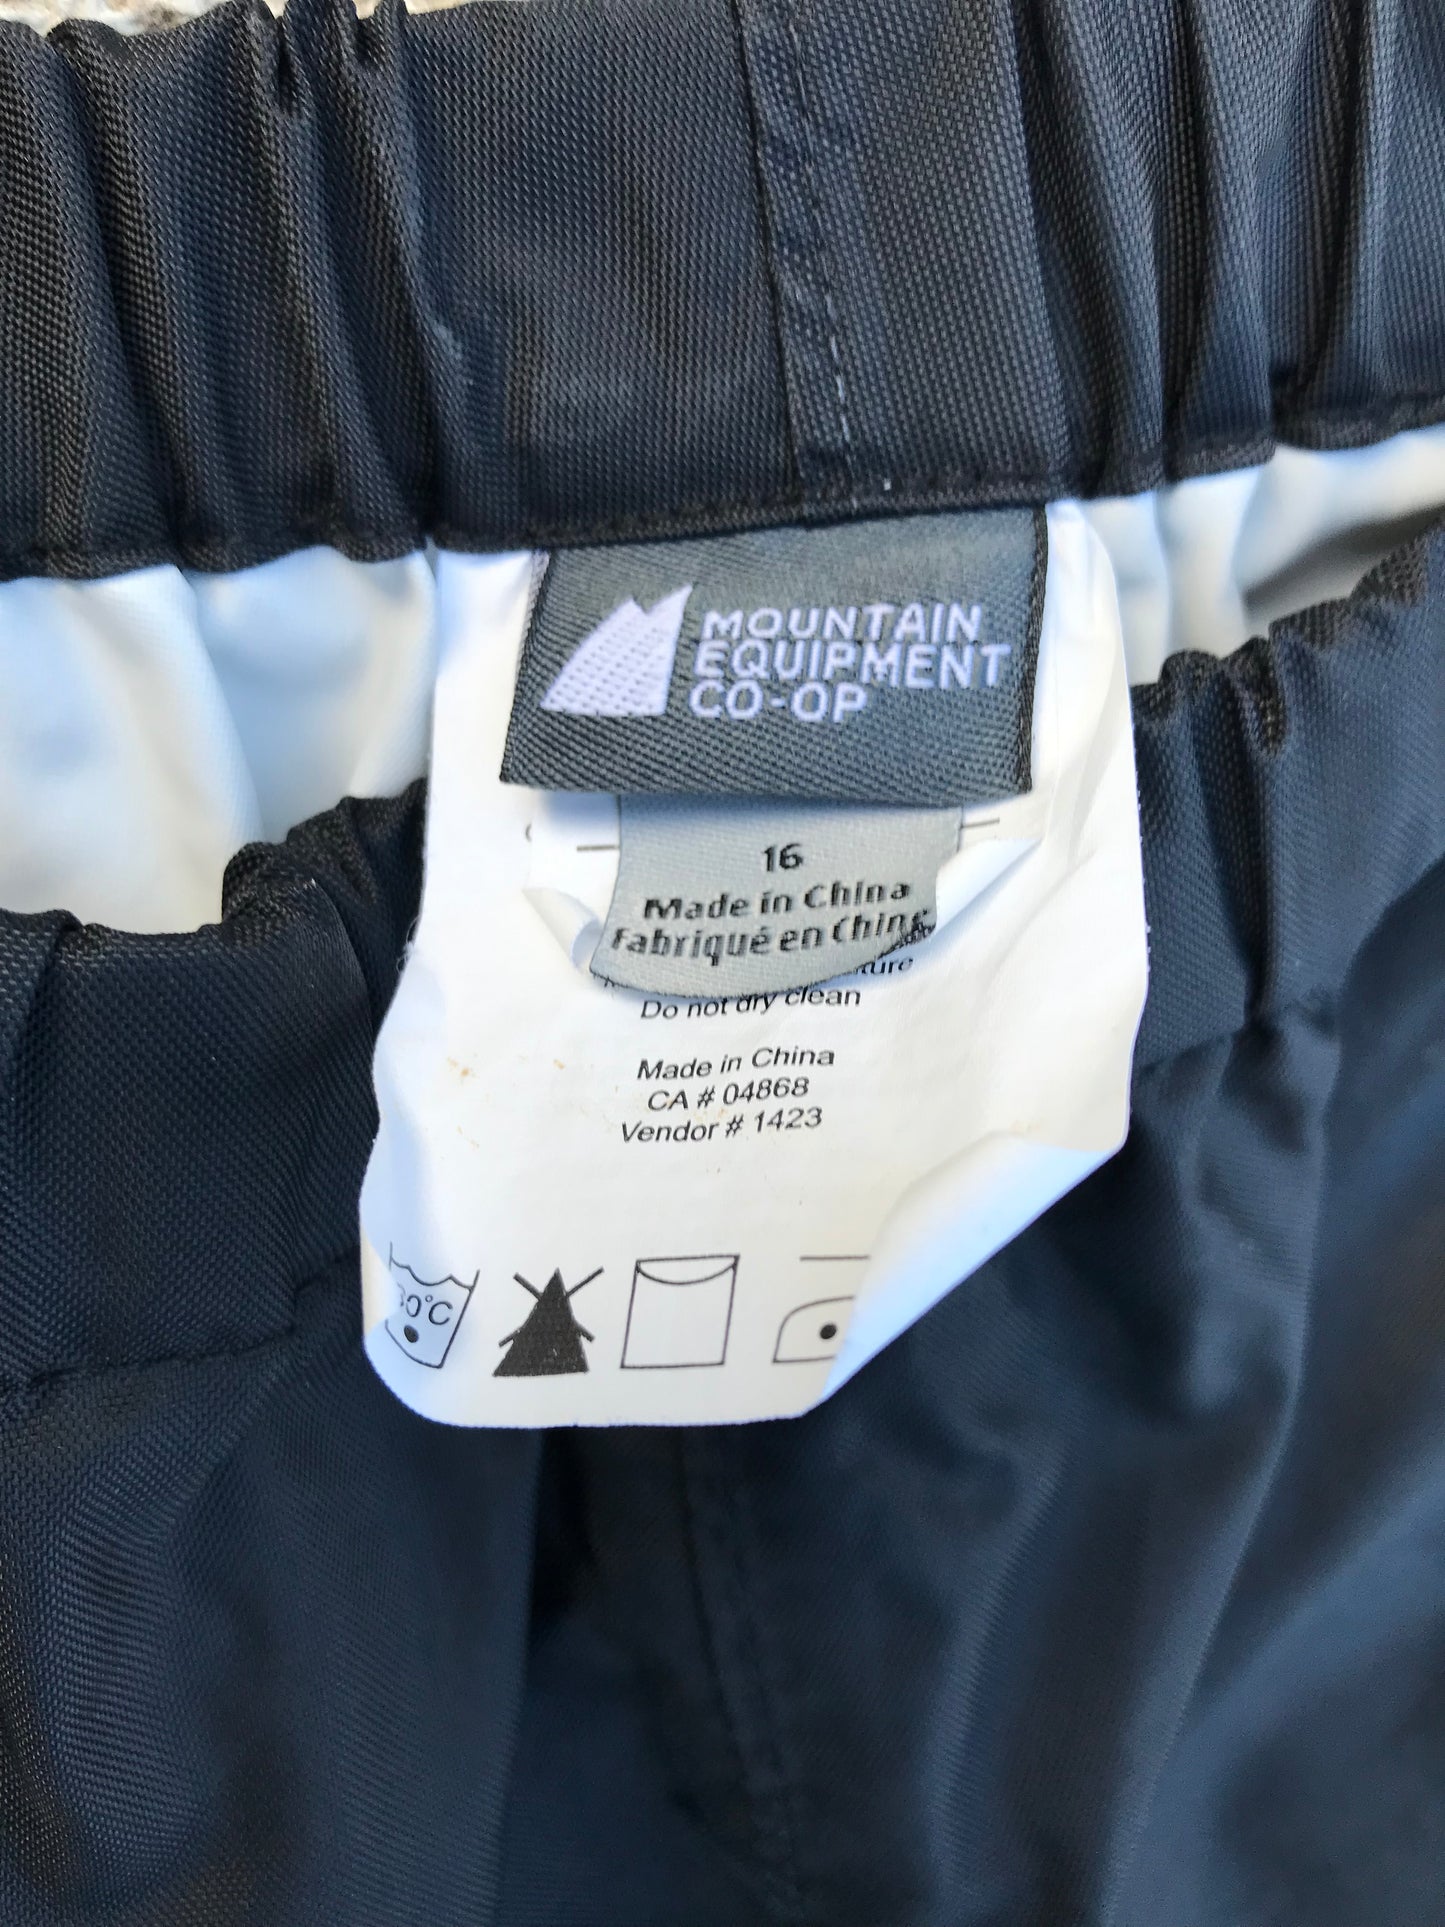 MOUNTAIN
EQUIPMENT
CO-OP
16
Made in China
Fabriqué en Chine
Do not dry clean
Made in China
CA # 04868
Vendor # 1423
30°C